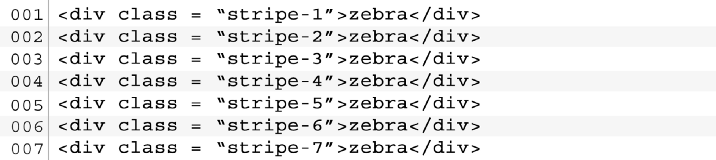 001 <div class = “stripe-1”>zebra</div>
002 <div class = “stripe-2”>zebra</div>
003 <div class = “stripe-3”>zebra</div>
004 <div class = “stripe-4”>zebra</div>
005 <div class = “stripe-5”>zebra</div>
006 <div class = “stripe-6”>zebra</div>
007 <div class = “stripe-7”>zebra</div>